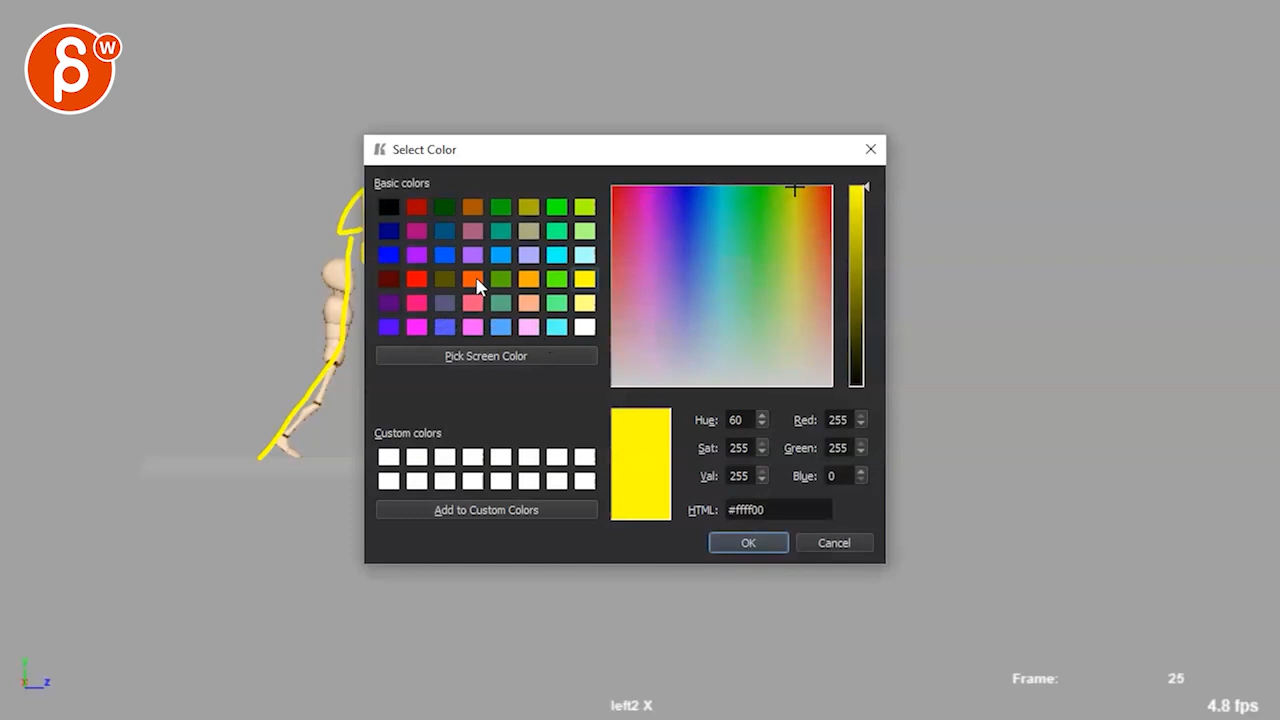 W
Select Color
Basic colors
Pick Screen Color
Custom colors
Add to Custom Colors
Hue: 60
Red: 255
Sat: 255
Green: 255
Val: 255
Blue: 0
HTML: #ffff00
OK
Cancel
z
Frame: 25
left2 X
4.8 fps